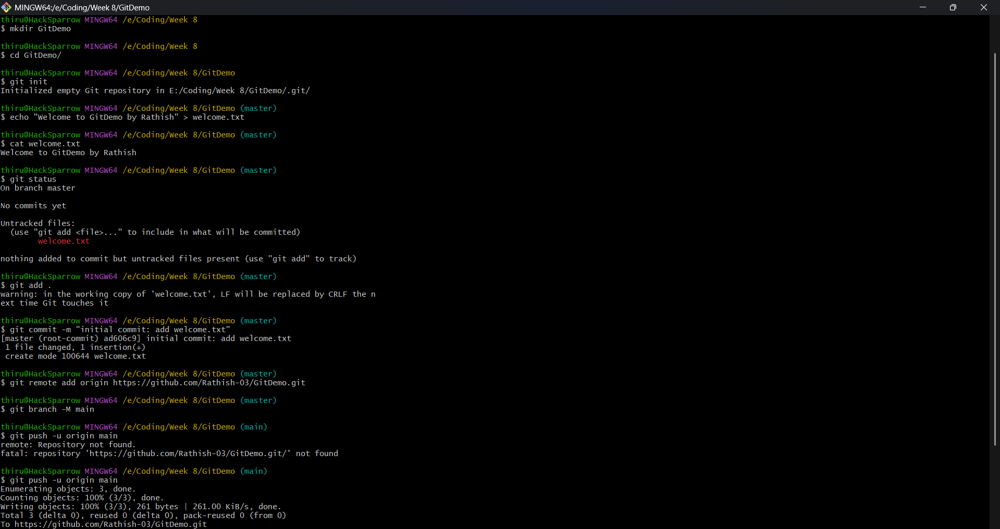 MINGW64:/e/Coding/Week 8/GitDemo
thiru@HackSparrow MINGW64 /e/Coding/Week 8
$ mkdir GitDemo
thiru@HackSparrow MINGW64 /e/Coding/Week 8
$ cd GitDemo/
thiru@HackSparrow MINGW64 /e/Coding/Week 8/GitDemo
$ git init
Initialized empty Git repository in E:/Coding/Week 8/GitDemo/.git/
thiru@HackSparrow MINGW64 /e/Coding/Week 8/GitDemo (master)
$ echo "Welcome to GitDemo by Rathish" > welcome.txt
thiru@HackSparrow MINGW64 /e/Coding/Week 8/GitDemo (master)
$ cat welcome.txt
Welcome to GitDemo by Rathish
thiru@HackSparrow MINGW64 /e/Coding/Week 8/GitDemo (master)
$ git status
On branch master
No commits yet
Untracked files:
  (use "git add <file>..." to include in what will be committed)
        welcome.txt
nothing added to commit but untracked files present (use "git add" to track)
thiru@HackSparrow MINGW64 /e/Coding/Week 8/GitDemo (master)
$ git add .
warning: in the working copy of 'welcome.txt', LF will be replaced by CRLF the n
ext time Git touches it
thiru@HackSparrow MINGW64 /e/Coding/Week 8/GitDemo (master)
$ git commit -m "initial commit: add welcome.txt"
[master (root-commit) ad606c9] initial commit: add welcome.txt
 1 file changed, 1 insertion(+)
 create mode 100644 welcome.txt
thiru@HackSparrow MINGW64 /e/Coding/Week 8/GitDemo (master)
$ git remote add origin https://github.com/Rathish-03/GitDemo.git
thiru@HackSparrow MINGW64 /e/Coding/Week 8/GitDemo (master)
$ git branch -M main
thiru@HackSparrow MINGW64 /e/Coding/Week 8/GitDemo (main)
$ git push -u origin main
remote: Repository not found.
fatal: repository 'https://github.com/Rathish-03/GitDemo.git/' not found
thiru@HackSparrow MINGW64 /e/Coding/Week 8/GitDemo (main)
$ git push -u origin main
Enumerating objects: 3, done.
Counting objects: 100% (3/3), done.
Writing objects: 100% (3/3), 261 bytes | 261.00 KiB/s, done.
Total 3 (delta 0), reused 0 (delta 0), pack-reused 0 (from 0)
To https://github.com/Rathish-03/GitDemo.git